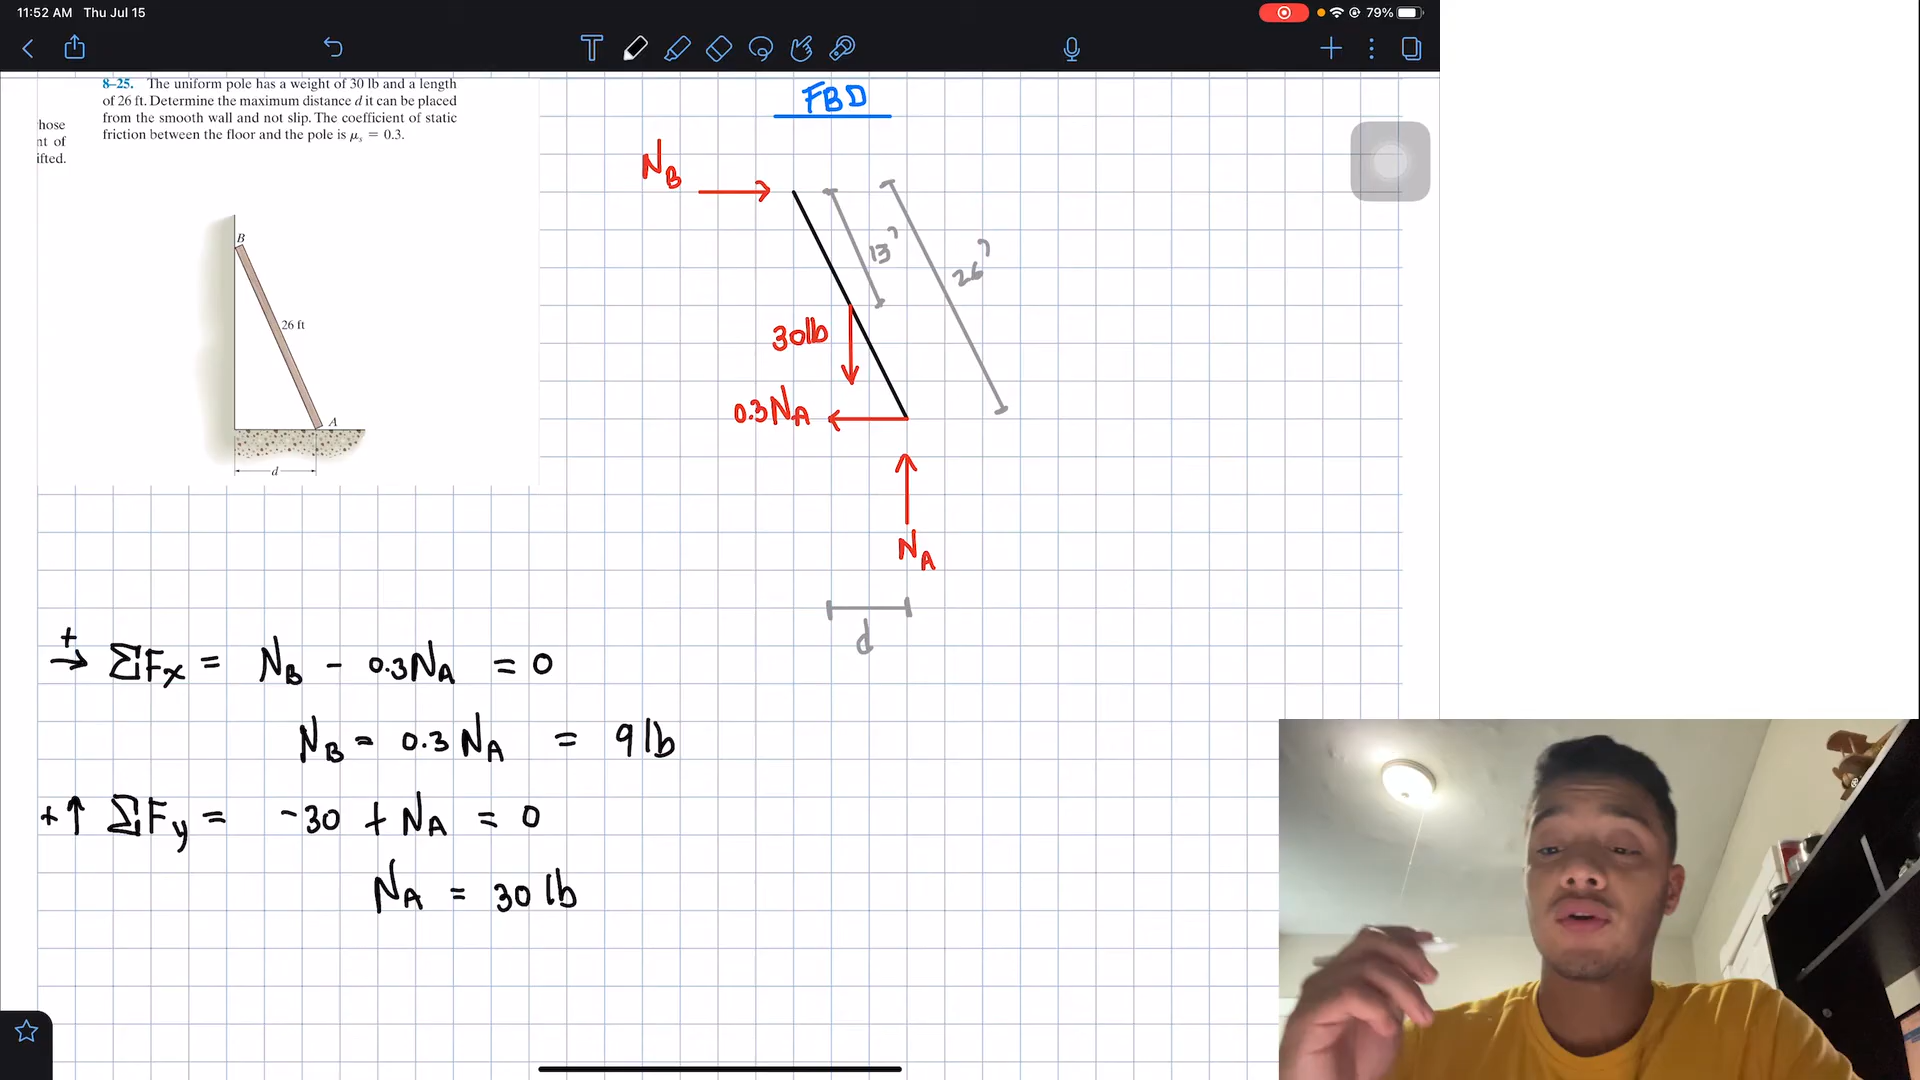 11:52 AM Thu Jul 15
79%
8–25. The uniform pole has a weight of 30 lb and a length
of 26 ft. Determine the maximum distance d it can be placed
from the smooth wall and not slip. The coefficient of static
friction between the floor and the pole is μs = 0.3.
hose
nt of
ifted.
B
26 ft
A
d
FBD
NB
13'
26'
30lb
0.3NA
NA
d
+→ ΣFx = NB - 0.3NA = 0
NB = 0.3 NA = 9 lb
+↑ ΣFy = -30 + NA = 0
NA = 30 lb